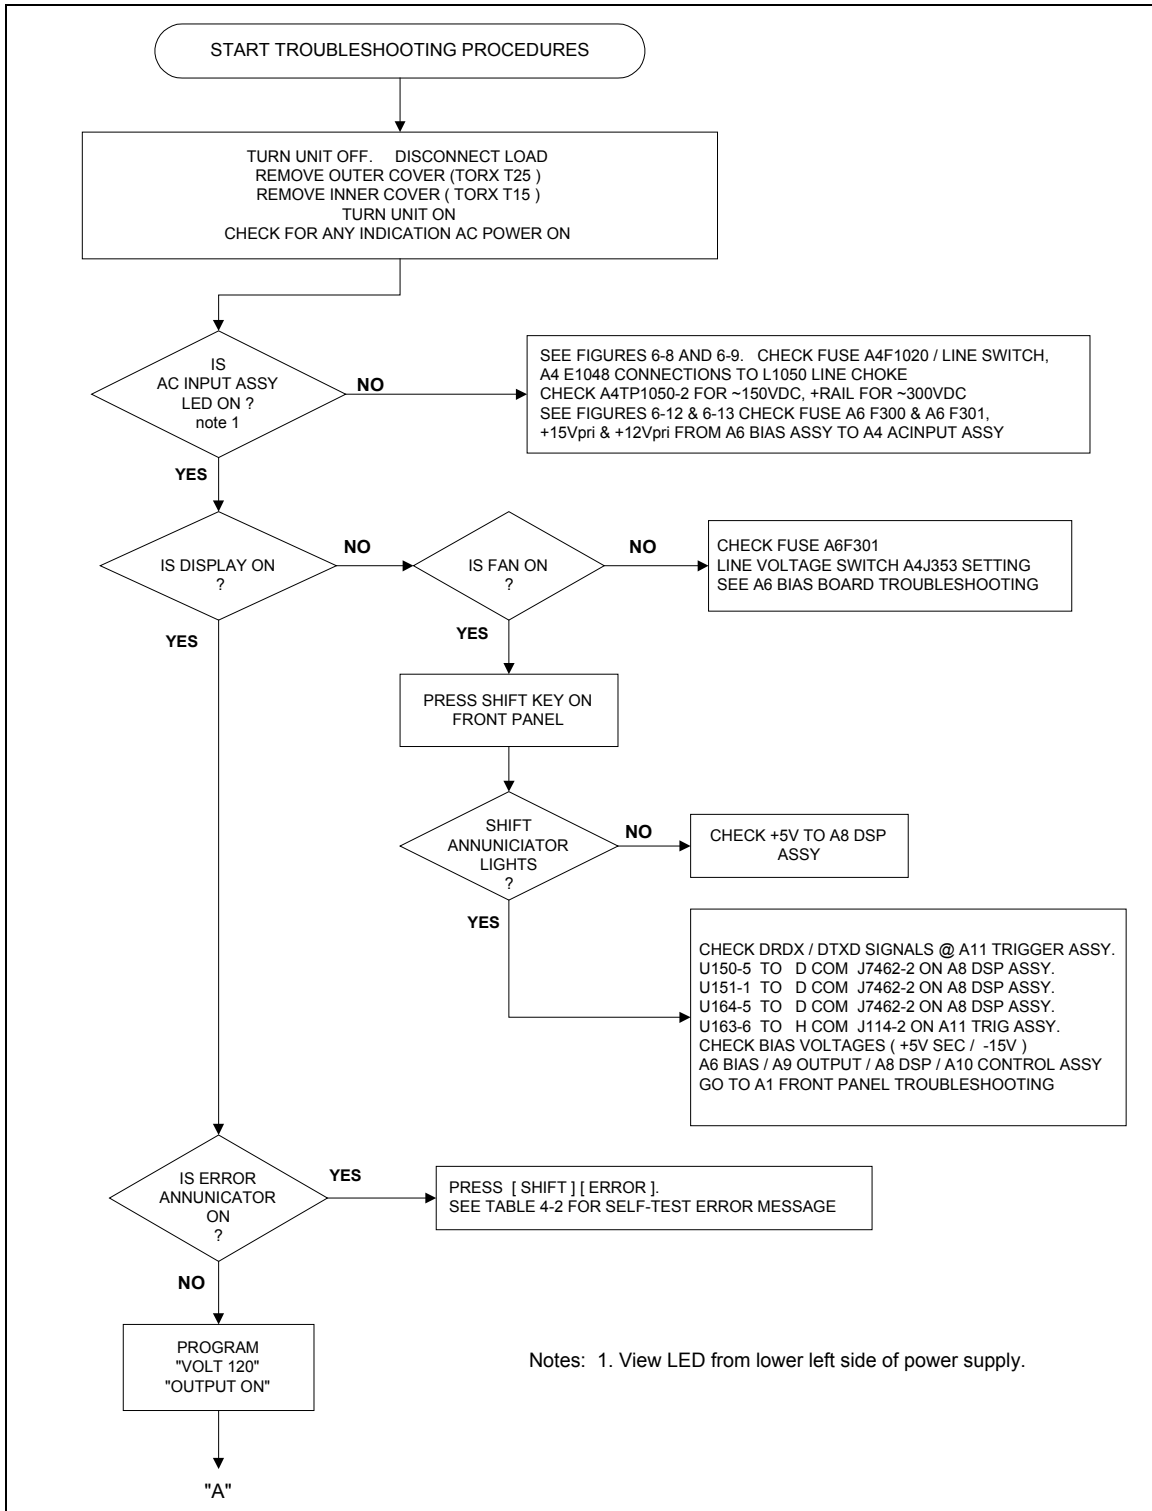 START TROUBLESHOOTING PROCEDURES
TURN UNIT OFF. DISCONNECT LOAD
REMOVE OUTER COVER (TORX T25 )
REMOVE INNER COVER ( TORX T15 )
TURN UNIT ON
CHECK FOR ANY INDICATION AC POWER ON
IS
AC INPUT ASSY
LED ON ?
note 1
NO
SEE FIGURES 6-8 AND 6-9. CHECK FUSE A4F1020 / LINE SWITCH,
A4 E1048 CONNECTIONS TO L1050 LINE CHOKE
CHECK A4TP1050-2 FOR ~150VDC, +RAIL FOR ~300VDC
SEE FIGURES 6-12 & 6-13 CHECK FUSE A6 F300 & A6 F301,
+15Vpri & +12Vpri FROM A6 BIAS ASSY TO A4 ACINPUT ASSY
YES
IS DISPLAY ON
?
NO
IS FAN ON
?
NO
CHECK FUSE A6F301
LINE VOLTAGE SWITCH A4J353 SETTING
SEE A6 BIAS BOARD TROUBLESHOOTING
YES
YES
PRESS SHIFT KEY ON
FRONT PANEL
SHIFT
ANNUNICIATOR
LIGHTS
?
NO
CHECK +5V TO A8 DSP
ASSY
YES
CHECK DRDX / DTXD SIGNALS @ A11 TRIGGER ASSY.
U150-5 TO D COM J7462-2 ON A8 DSP ASSY.
U151-1 TO D COM J7462-2 ON A8 DSP ASSY.
U164-5 TO D COM J7462-2 ON A8 DSP ASSY.
U163-6 TO H COM J114-2 ON A11 TRIG ASSY.
CHECK BIAS VOLTAGES ( +5V SEC / -15V )
A6 BIAS / A9 OUTPUT / A8 DSP / A10 CONTROL ASSY
GO TO A1 FRONT PANEL TROUBLESHOOTING
IS ERROR
ANNUNICATOR
ON
?
YES
PRESS [ SHIFT ] [ ERROR ].
SEE TABLE 4-2 FOR SELF-TEST ERROR MESSAGE
NO
PROGRAM
"VOLT 120"
"OUTPUT ON"
Notes: 1. View LED from lower left side of power supply.
"A"